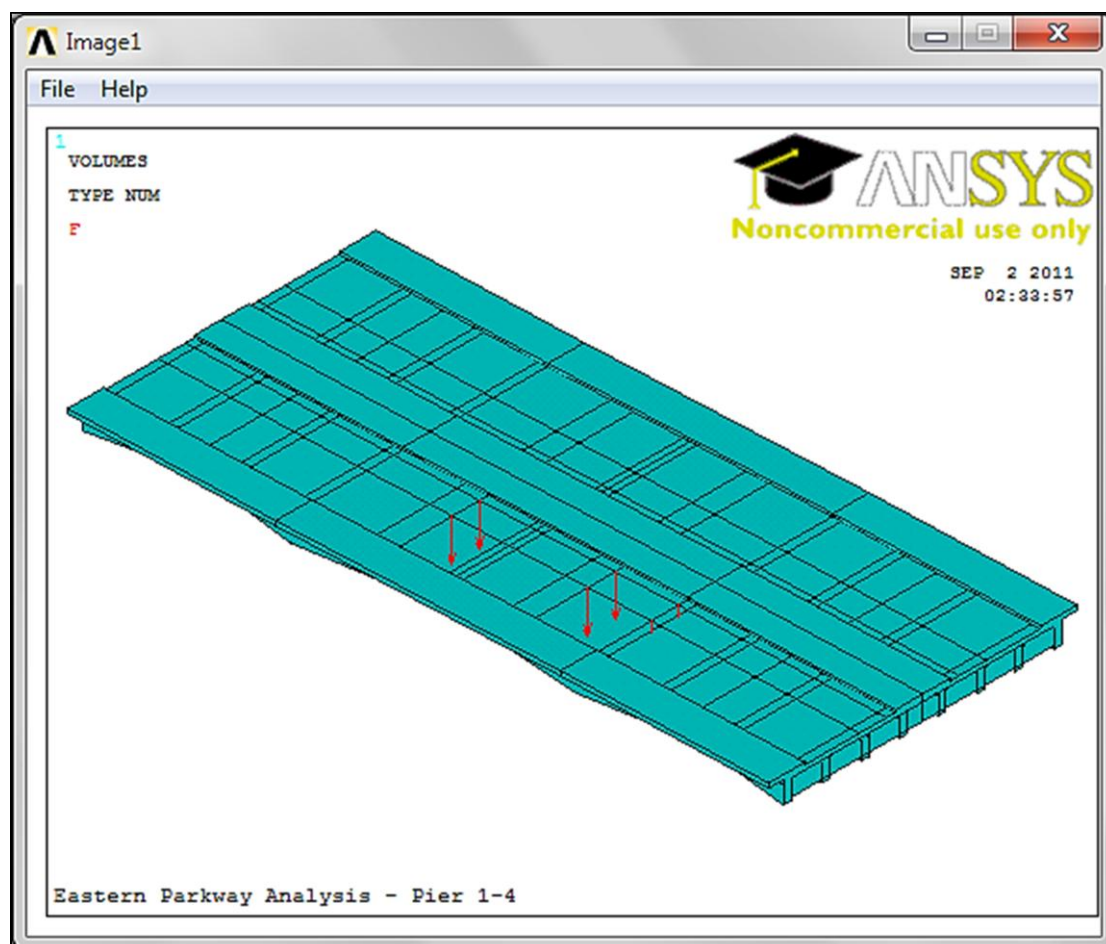 Image1
File Help
1
VOLUMES
TYPE NUM
F
ANSYS
Noncommercial use only
SEP 2 2011
02:33:57
Eastern Parkway Analysis - Pier 1-4